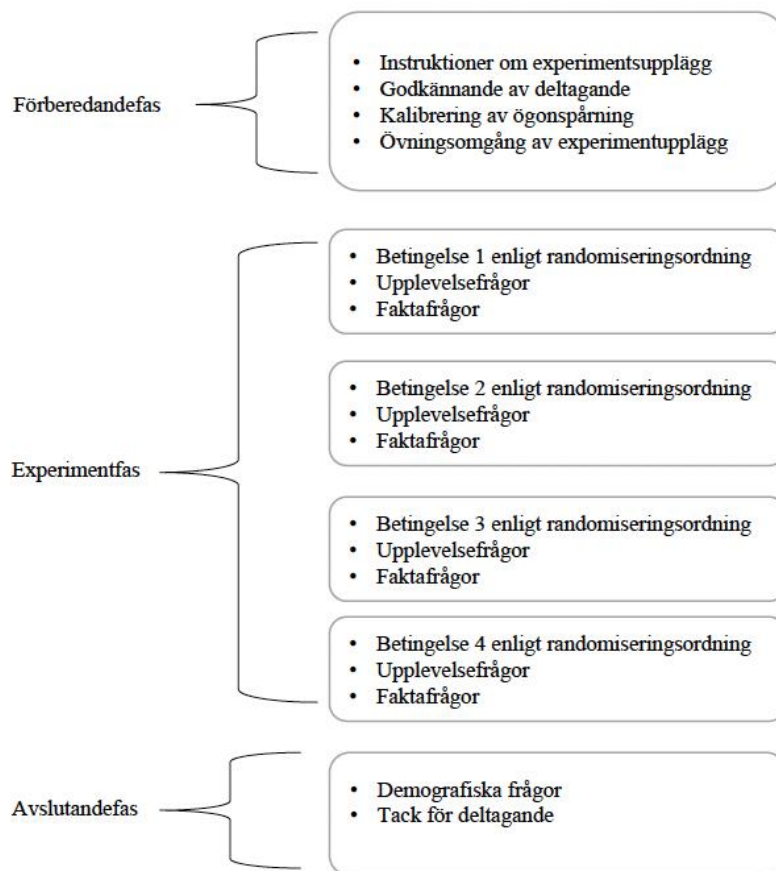 Förberedandefas
• Instruktioner om experimentsupplägg
• Godkännande av deltagande
• Kalibrering av ögonspårning
• Övningsomgång av experimentupplägg
Experimentfas
• Betingelse 1 enligt randomiseringsordning
• Upplevelsefrågor
• Faktafrågor
• Betingelse 2 enligt randomiseringsordning
• Upplevelsefrågor
• Faktafrågor
• Betingelse 3 enligt randomiseringsordning
• Upplevelsefrågor
• Faktafrågor
• Betingelse 4 enligt randomiseringsordning
• Upplevelsefrågor
• Faktafrågor
Avslutandefas
• Demografiska frågor
• Tack för deltagande